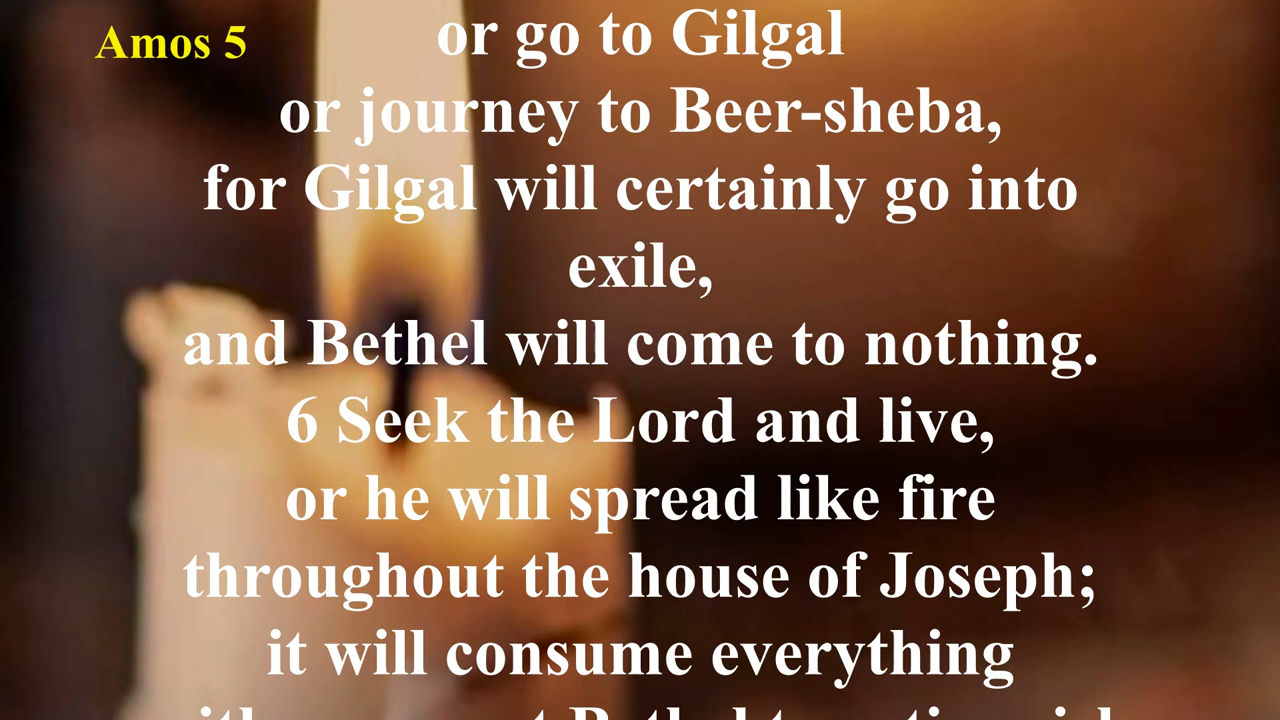 Amos 5
or go to Gilgal
or journey to Beer-sheba,
for Gilgal will certainly go into
exile,
and Bethel will come to nothing.
6 Seek the Lord and live,
or he will spread like fire
throughout the house of Joseph;
it will consume everything